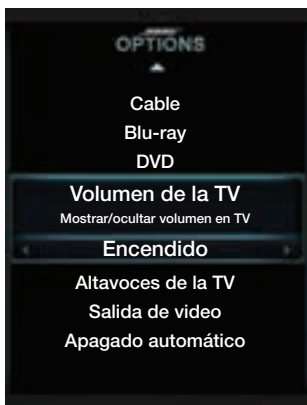 OPTIONS
Cable
Blu-ray
DVD
Volumen de la TV
Mostrar/ocultar volumen en TV
Encendido
Altavoces de la TV
Salida de video
Apagado automático